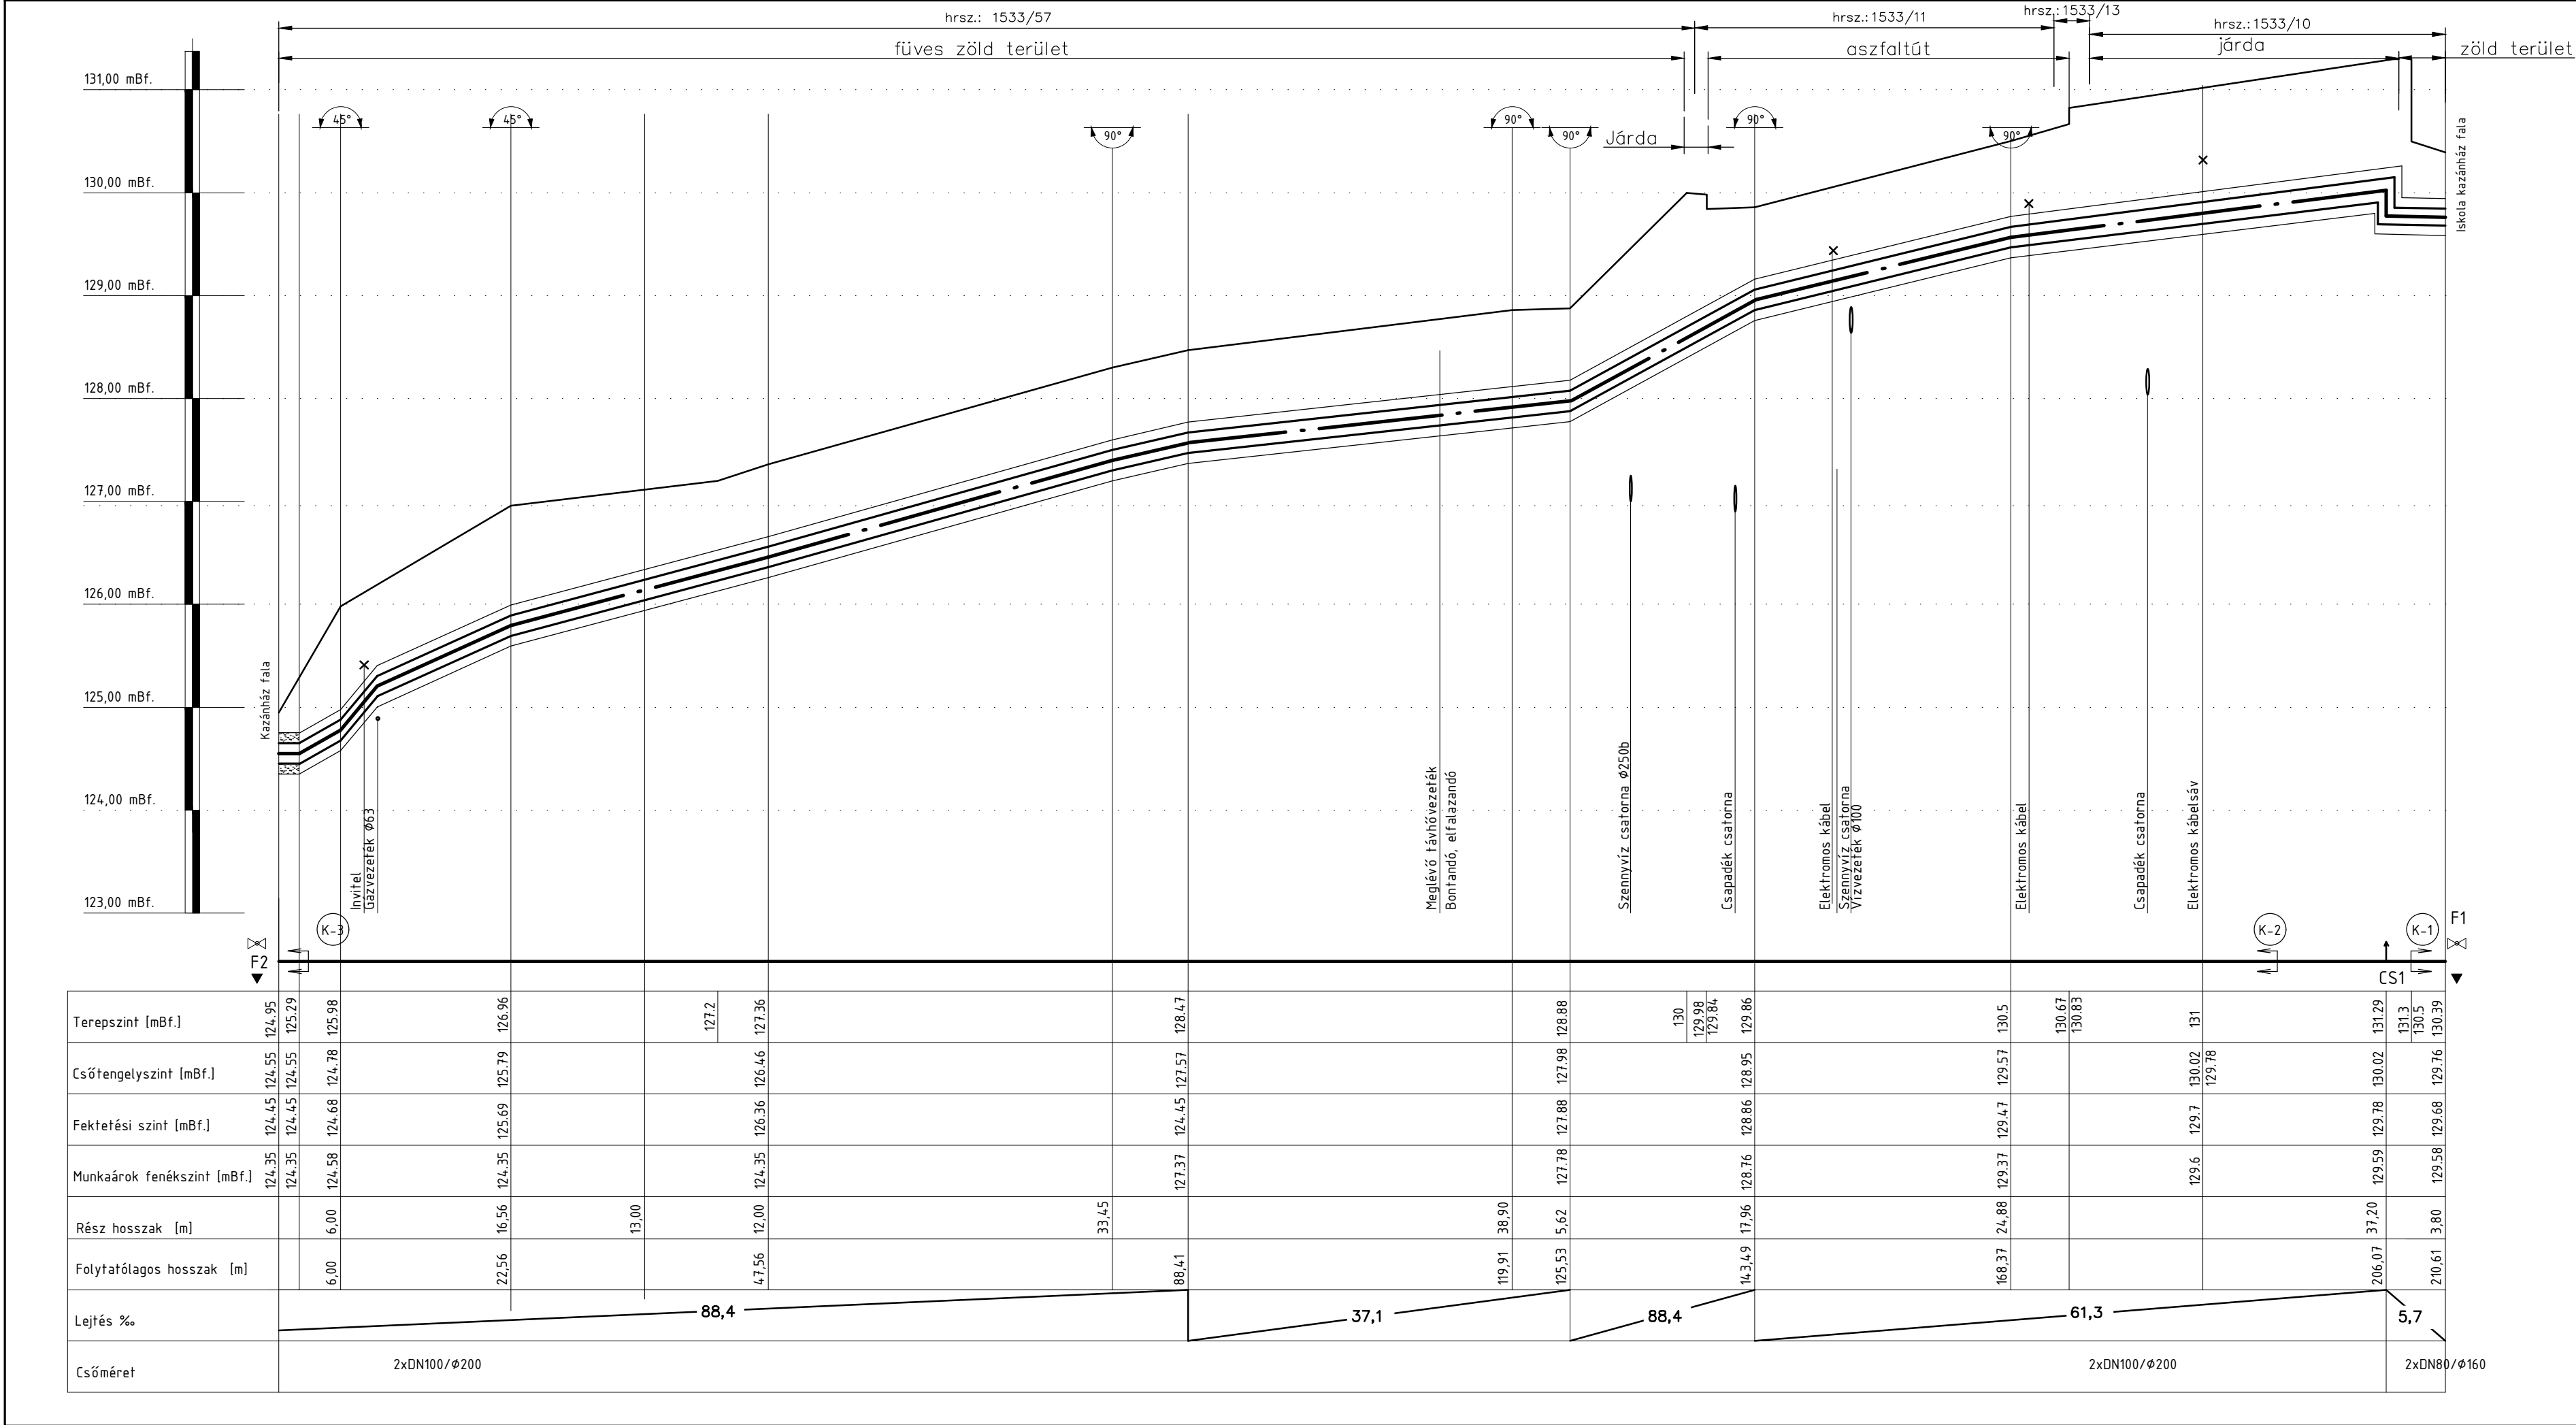 hrsz.: 1533/57
hrsz.:1533/11
hrsz.:1533/13
hrsz.:1533/10
füves zöld terület
aszfaltút
járda
zöld terület
Járda
131,00 mBf.
130,00 mBf.
129,00 mBf.
128,00 mBf.
127,00 mBf.
126,00 mBf.
125,00 mBf.
124,00 mBf.
123,00 mBf.
45°
45°
90°
90°
90°
90°
90°
Kazánház fala
Iskola kazánház fala
Invitel
Gázvezeték Φ63
Meglévő távhővezeték
Bontandó, elfalazandó
Szennyvíz csatorna Φ250b
Csapadék csatorna
Elektromos kábel
Szennyvíz csatorna
Vízvezeték Φ100
Elektromos kábel
Csapadék csatorna
Elektromos kábelsáv
K-3
K-2
K-1
F2
F1
CS1
Terepszint [mBf.] 124.95 125.29 125.98 126.96 127.2 127.36 128.47 128.88 130 129.98 129.84 129.86 130.5 130.67 130.83 131 131.29 131.3 130.5 130.39
Csőtengelyszint [mBf.] 124.55 124.55 124.78 125.79 126.46 127.57 127.98 128.95 129.57 130.02 129.78 130.02 129.76
Fektetési szint [mBf.] 124.45 124.45 124.68 125.69 126.36 124.45 127.88 128.86 129.47 129.7 129.78 129.68
Munkaárok fenékszint [mBf.] 124.35 124.35 124.58 124.35 124.35 127.37 127.78 128.76 129.37 129.6 129.59 129.58
Rész hosszak [m] 6,00 16,56 13,00 12,00 33,45 38,90 5,62 17,96 24,88 37,20 3,80
Folytatólagos hosszak [m] 6,00 22,56 47,56 88,41 119,91 125,53 143,49 168,37 206,07 210,61
Lejtés ‰ 88,4 37,1 88,4 61,3 5,7
Csőméret 2xDN100/Φ200 2xDN100/Φ200 2xDN80/Φ160